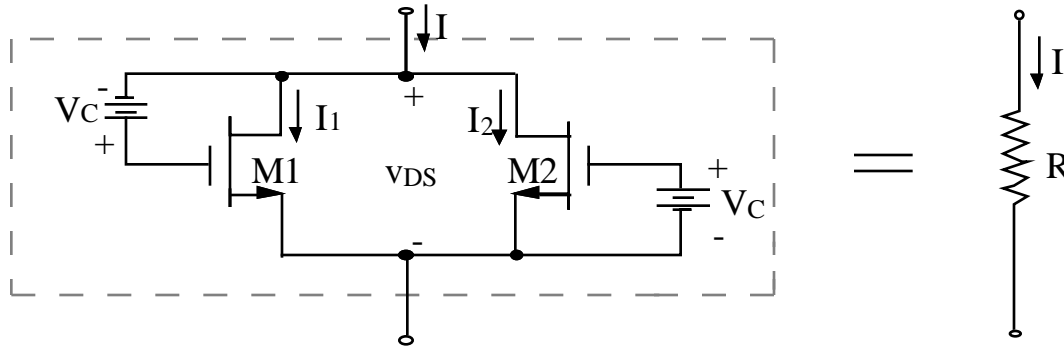 I
I
-
+
VC
I1
I2
+
M1
vDS
M2
+
VC
-
-
R